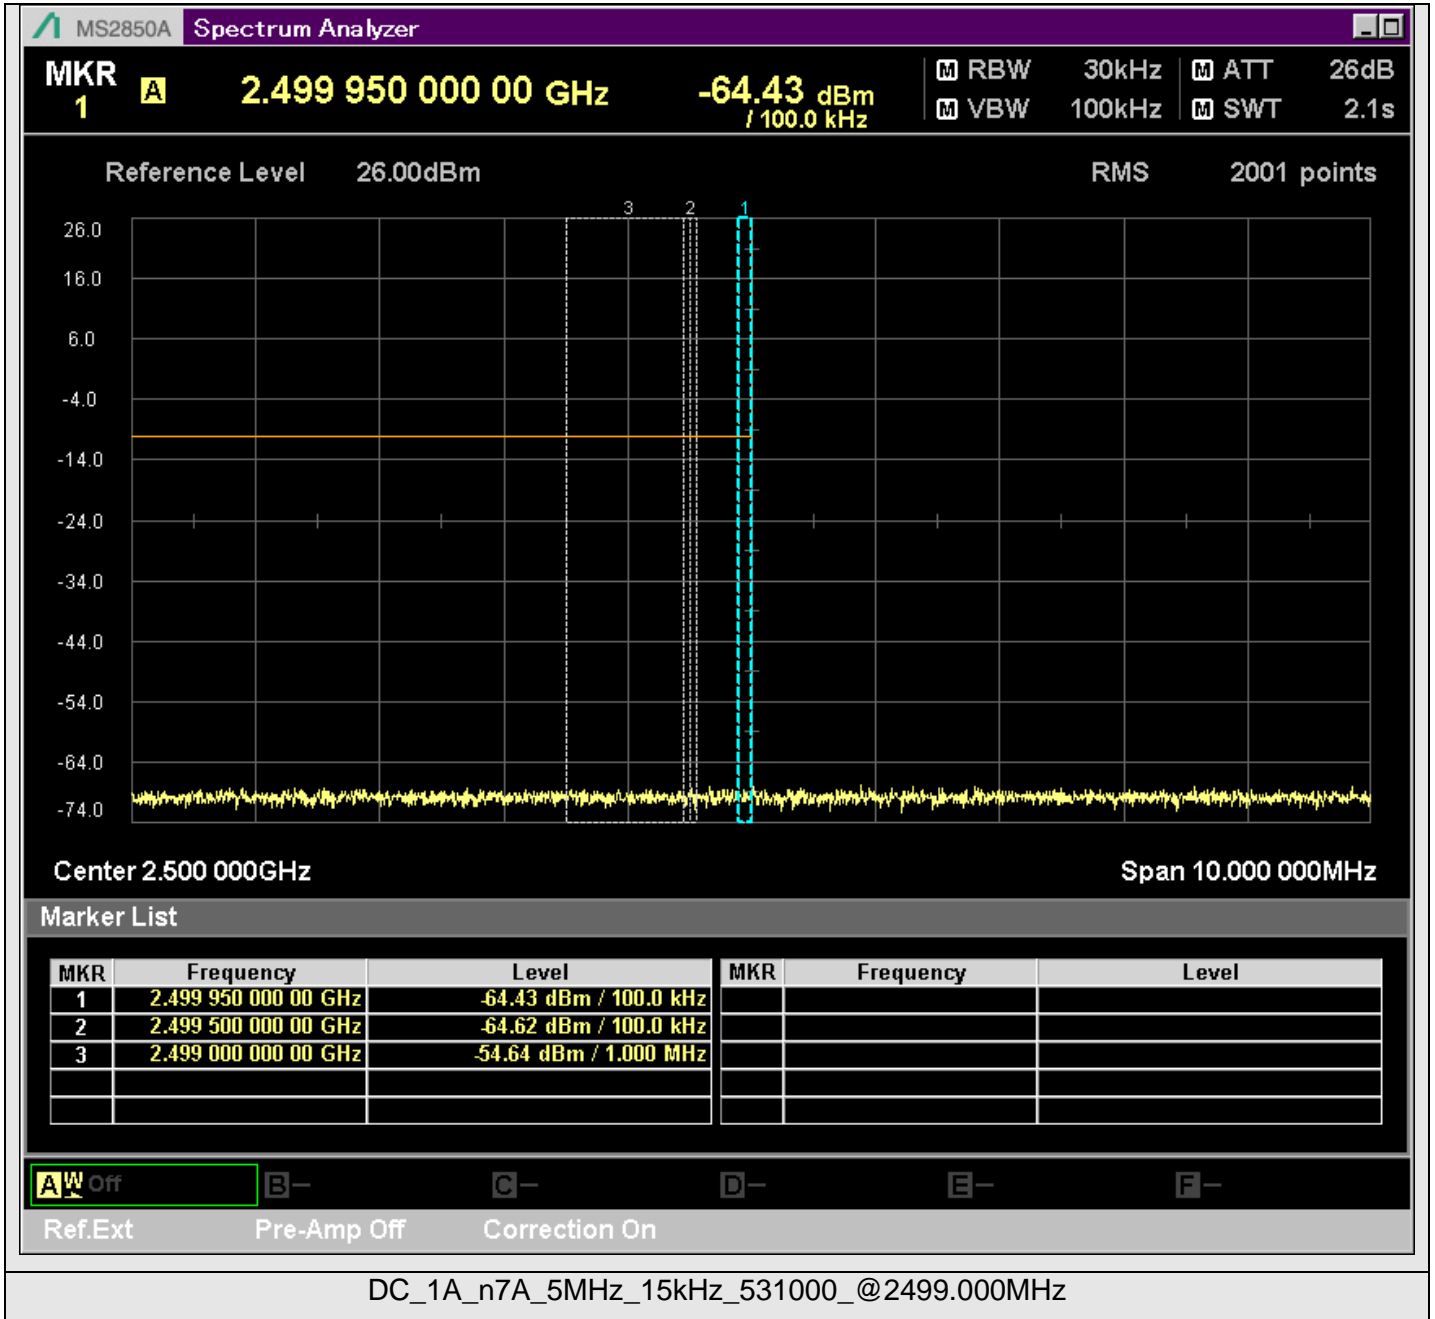 MS2850A Spectrum Analyzer
MKR 1 A 2.499 950 000 00 GHz -64.43 dBm / 100.0 kHz
M RBW 30kHz M ATT 26dB
M VBW 100kHz M SWT 2.1s
Reference Level 26.00dBm RMS 2001 points
3 2 1
26.0
16.0
6.0
-4.0
-14.0
-24.0
-34.0
-44.0
-54.0
-64.0
-74.0
Center 2.500 000GHz Span 10.000 000MHz
Marker List
MKR Frequency Level MKR Frequency Level
1 2.499 950 000 00 GHz -64.43 dBm / 100.0 kHz
2 2.499 500 000 00 GHz -64.62 dBm / 100.0 kHz
3 2.499 000 000 00 GHz -54.64 dBm / 1.000 MHz
A W Off B- C- D- E- F-
Ref.Ext Pre-Amp Off Correction On
DC_1A_n7A_5MHz_15kHz_531000_@2499.000MHz